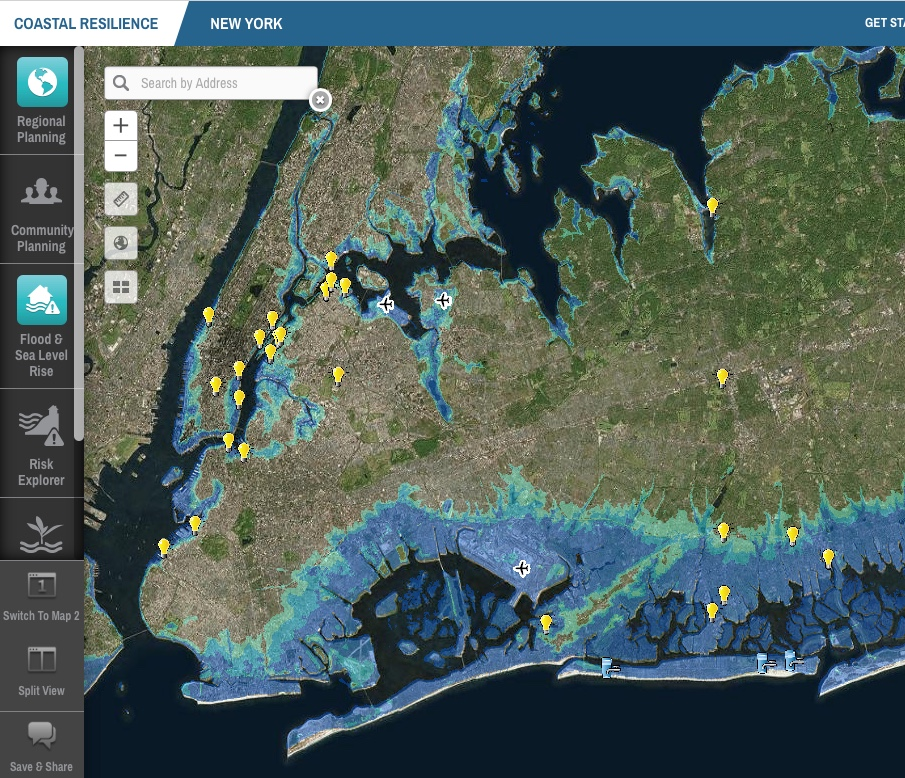 COASTAL RESILIENCE
NEW YORK
GET STA
Search by Address
Regional
Planning
Community
Planning
Flood &
Sea Level
Rise
Risk
Explorer
1
Switch To Map 2
Split View
Save & Share